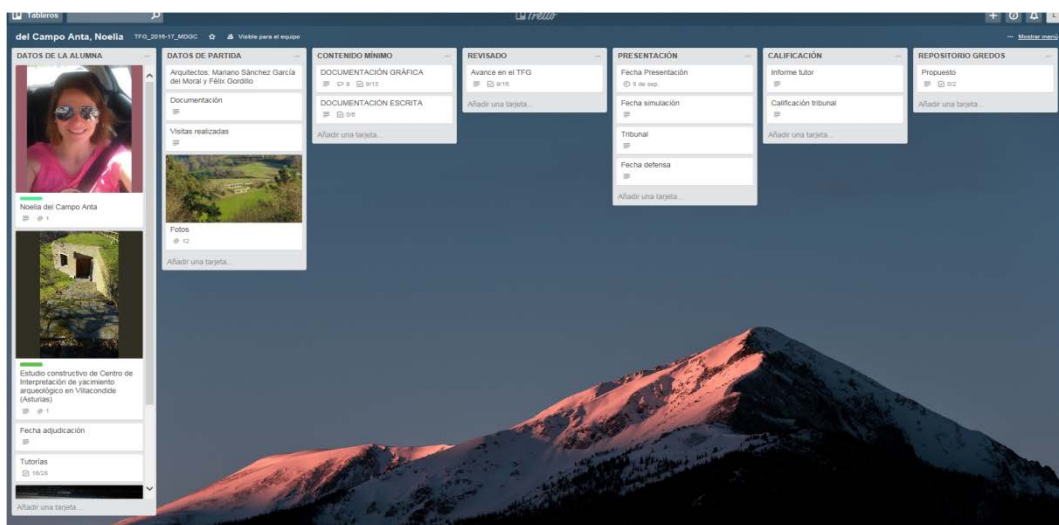 Tableros
Trello
del Campo Anta, Noelia TFG_2016-17_MDGC Visible para el equipo
Mostrar menú
DATOS DE LA ALUMNA
Noelia del Campo Anta
1
Estudio constructivo de Centro de
Interpretación de yacimiento
arqueológico en Villacondide
(Asturias)
1
Fecha adjudicación
Tutorías
Añadir una tarjeta...
DATOS DE PARTIDA
Arquitectos: Mariano Sánchez García
del Moral y Félix Gordillo
Documentación
Visitas realizadas
Fotos
12
Añadir una tarjeta...
CONTENIDO MÍNIMO
DOCUMENTACIÓN GRÁFICA
DOCUMENTACIÓN ESCRITA
Añadir una tarjeta...
REVISADO
Avance en el TFG
Añadir una tarjeta...
PRESENTACIÓN
Fecha Presentación
Fecha simulación
Tribunal
Fecha defensa
Añadir una tarjeta...
CALIFICACIÓN
Informe tutor
Calificación tribunal
Añadir una tarjeta...
REPOSITORIO GREDOS
Propuesto
0/2
Añadir una tarjeta...